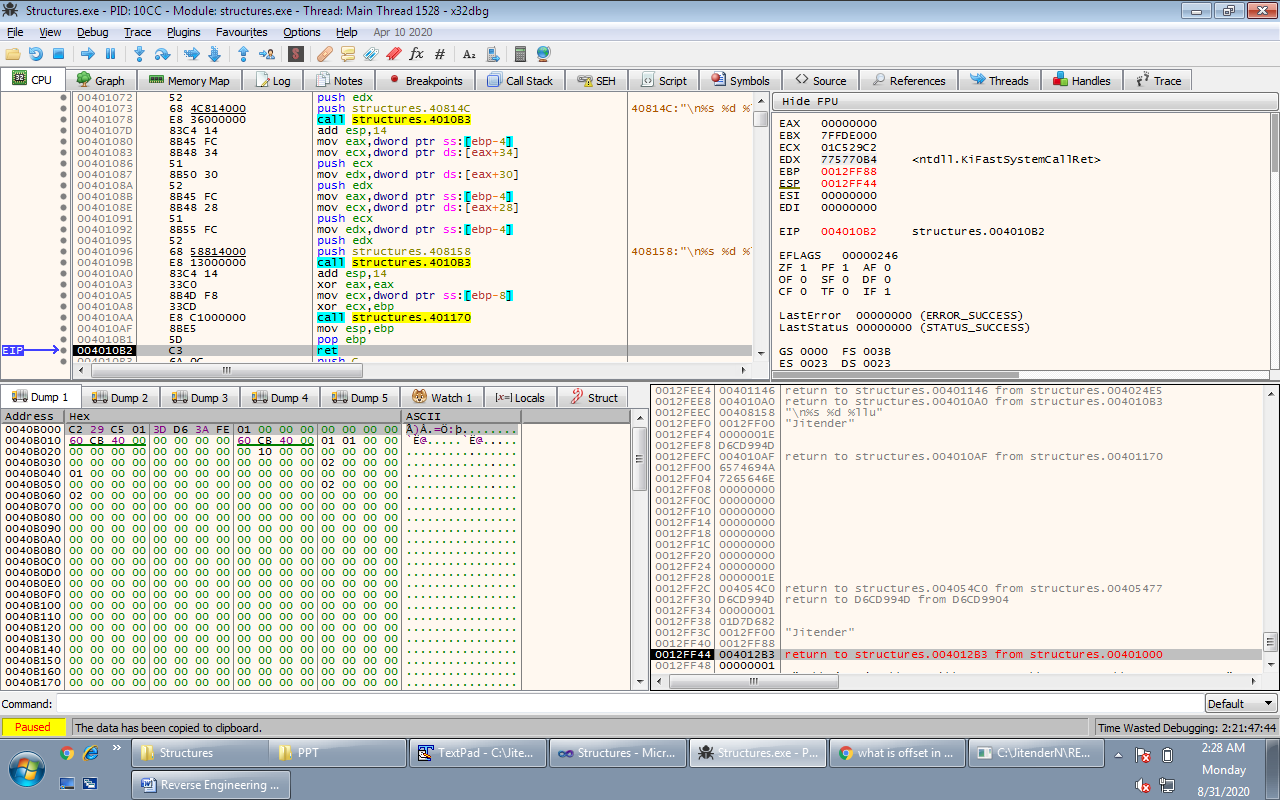 Structures.exe - PID: 10CC - Module: structures.exe - Thread: Main Thread 1528 - x32dbg
File View Debug Trace Plugins Favourites Options Help Apr 10 2020
CPU Graph Memory Map Log Notes Breakpoints Call Stack SEH Script Symbols Source References Threads Handles Trace
00401072 52 push edx
00401073 68 4C814000 push structures.40814C 40814C:"\n%s %d %
00401078 E8 36000000 call structures.4010B3
0040107D 83C4 14 add esp,14
00401080 8B45 FC mov eax,dword ptr ss:[ebp-4]
00401083 8B48 34 mov ecx,dword ptr ds:[eax+34]
00401086 51 push ecx
00401087 8B50 30 mov edx,dword ptr ds:[eax+30]
0040108A 52 push edx
0040108B 8B45 FC mov eax,dword ptr ss:[ebp-4]
0040108E 8B48 28 mov ecx,dword ptr ds:[eax+28]
00401091 51 push ecx
00401092 8B55 FC mov edx,dword ptr ss:[ebp-4]
00401095 52 push edx
00401096 68 58814000 push structures.408158 408158:"\n%s %d %
0040109B E8 13000000 call structures.4010B3
004010A0 83C4 14 add esp,14
004010A3 33C0 xor eax,eax
004010A5 8B4D F8 mov ecx,dword ptr ss:[ebp-8]
004010A8 33CD xor ecx,ebp
004010AA E8 C1000000 call structures.401170
004010AF 8BE5 mov esp,ebp
004010B1 5D pop ebp
EIP 004010B2 C3 ret
004010B3 6A 0C push C
Hide FPU
EAX 00000000
EBX 7FFDE000
ECX 01C529C2
EDX 775770B4 <ntdll.KiFastSystemCallRet>
EBP 0012FF88
ESP 0012FF44
ESI 00000000
EDI 00000000
EIP 004010B2 structures.004010B2
EFLAGS 00000246
ZF 1 PF 1 AF 0
OF 0 SF 0 DF 0
CF 0 TF 0 IF 1
LastError 00000000 (ERROR_SUCCESS)
LastStatus 00000000 (STATUS_SUCCESS)
GS 0000 FS 003B
ES 0023 DS 0023
Dump 1 Dump 2 Dump 3 Dump 4 Dump 5 Watch 1 Locals Struct
Address Hex ASCII
0040B000 C2 29 C5 01 3D D6 3A FE 01 00 00 00 00 00 00 00 Â)Å.=Ö:þ........
0040B010 60 CB 40 00 00 00 00 00 60 CB 40 00 01 01 00 00 `Ë@.....`Ë@.....
0040B020 00 00 00 00 00 00 00 00 00 10 00 00 00 00 00 00 ................
0040B030 00 00 00 00 00 00 00 00 00 00 00 00 02 00 00 00 ................
0040B040 01 00 00 00 00 00 00 00 00 00 00 00 00 00 00 00 ................
0040B050 00 00 00 00 00 00 00 00 00 00 00 00 02 00 00 00 ................
0040B060 02 00 00 00 00 00 00 00 00 00 00 00 00 00 00 00 ................
0040B070 00 00 00 00 00 00 00 00 00 00 00 00 00 00 00 00 ................
0040B080 00 00 00 00 00 00 00 00 00 00 00 00 00 00 00 00 ................
0040B090 00 00 00 00 00 00 00 00 00 00 00 00 00 00 00 00 ................
0040B0A0 00 00 00 00 00 00 00 00 00 00 00 00 00 00 00 00 ................
0040B0B0 00 00 00 00 00 00 00 00 00 00 00 00 00 00 00 00 ................
0040B0C0 00 00 00 00 00 00 00 00 00 00 00 00 00 00 00 00 ................
0040B0D0 00 00 00 00 00 00 00 00 00 00 00 00 00 00 00 00 ................
0040B0E0 00 00 00 00 00 00 00 00 00 00 00 00 00 00 00 00 ................
0040B0F0 00 00 00 00 00 00 00 00 00 00 00 00 00 00 00 00 ................
0040B100 00 00 00 00 00 00 00 00 00 00 00 00 00 00 00 00 ................
0040B110 00 00 00 00 00 00 00 00 00 00 00 00 00 00 00 00 ................
0040B120 00 00 00 00 00 00 00 00 00 00 00 00 00 00 00 00 ................
0040B130 00 00 00 00 00 00 00 00 00 00 00 00 00 00 00 00 ................
0040B140 00 00 00 00 00 00 00 00 00 00 00 00 00 00 00 00 ................
0040B150 00 00 00 00 00 00 00 00 00 00 00 00 00 00 00 00 ................
0040B160 00 00 00 00 00 00 00 00 00 00 00 00 00 00 00 00 ................
0040B170 00 00 00 00 00 00 00 00 00 00 00 00 00 00 00 00 ................
0012FEE4 00401146 return to structures.00401146 from structures.004024E5
0012FEE8 004010A0 return to structures.004010A0 from structures.004010B3
0012FEEC 00408158 "\n%s %d %llu"
0012FEF0 0012FF00 "Jitender"
0012FEF4 0000001E
0012FEF8 D6CD994D
0012FEFC 004010AF return to structures.004010AF from structures.00401170
0012FF00 6574694A
0012FF04 7265646E
0012FF08 00000000
0012FF0C 00000000
0012FF10 00000000
0012FF14 00000000
0012FF18 00000000
0012FF1C 00000000
0012FF20 00000000
0012FF24 00000000
0012FF28 0000001E
0012FF2C 004054C0 return to structures.004054C0 from structures.00405477
0012FF30 D6CD994D return to D6CD994D from D6CD9904
0012FF34 00000001
0012FF38 01D7D682
0012FF3C 0012FF00 "Jitender"
0012FF40 0012FF88
0012FF44 004012B3 return to structures.004012B3 from structures.00401000
0012FF48 00000001
Command: Default
Paused The data has been copied to clipboard. Time Wasted Debugging: 2:21:47:44
Structures PPT TextPad - C:\Jite... Structures - Micr... Structures.exe - P... what is offset in ... C:\JitenderN\RE...
Reverse Engineering ...
2:28 AM
Monday
8/31/2020